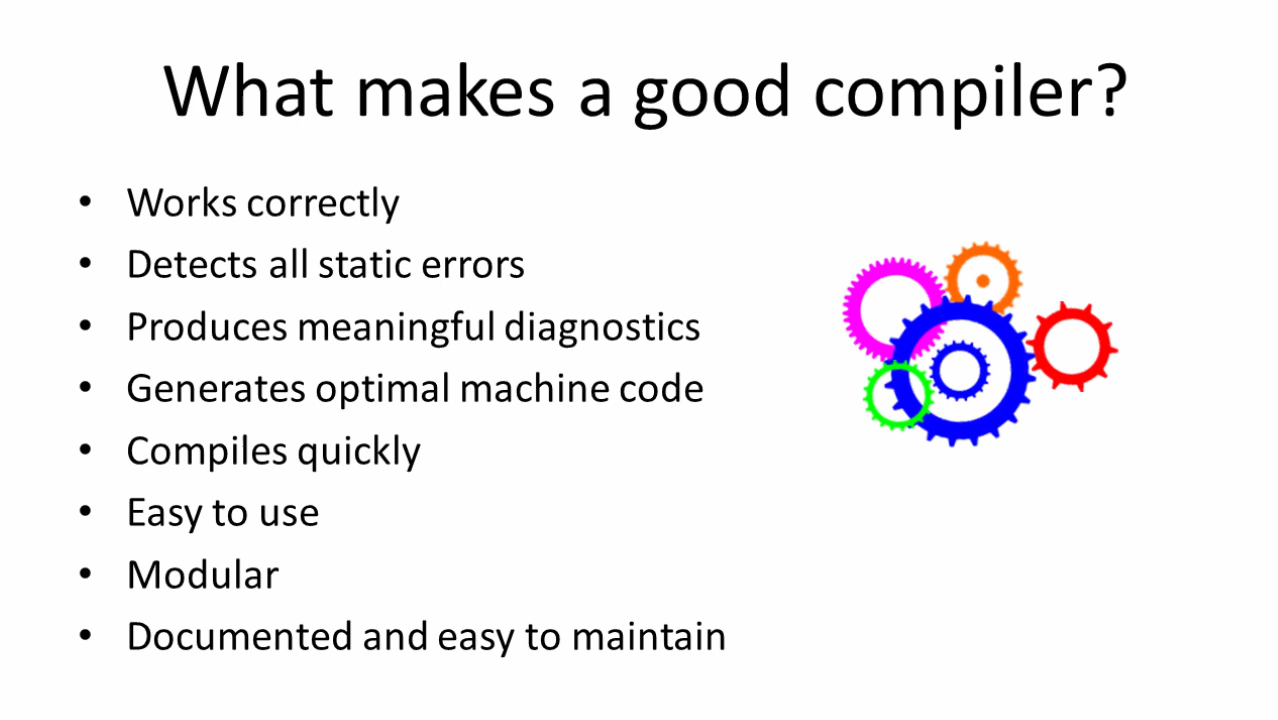 What makes a good compiler?
• Works correctly
• Detects all static errors
• Produces meaningful diagnostics
• Generates optimal machine code
• Compiles quickly
• Easy to use
• Modular
• Documented and easy to maintain